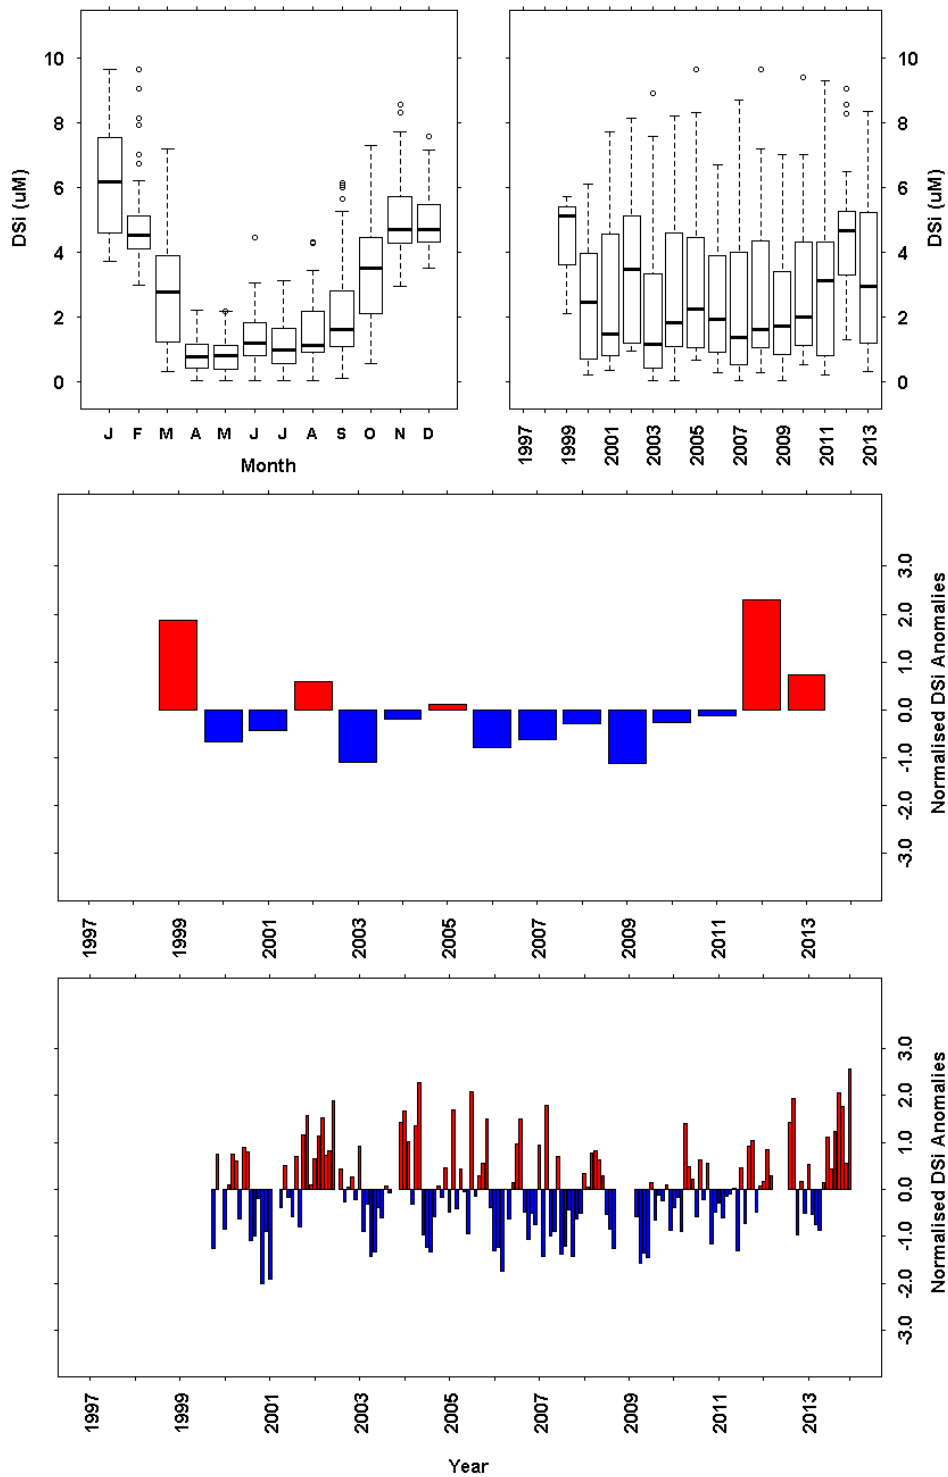 DSi (uM)
10
8
6
4
2
0
J F M A M J J A S O N D
Month
10
8
6
4
2
0
DSi (uM)
1997 1999 2001 2003 2005 2007 2009 2011 2013
3.0
2.0
1.0
0.0
-1.0
-2.0
-3.0
Normalised DSi Anomalies
1997 1999 2001 2003 2005 2007 2009 2011 2013
3.0
2.0
1.0
0.0
-1.0
-2.0
-3.0
Normalised DSi Anomalies
1997 1999 2001 2003 2005 2007 2009 2011 2013
Year